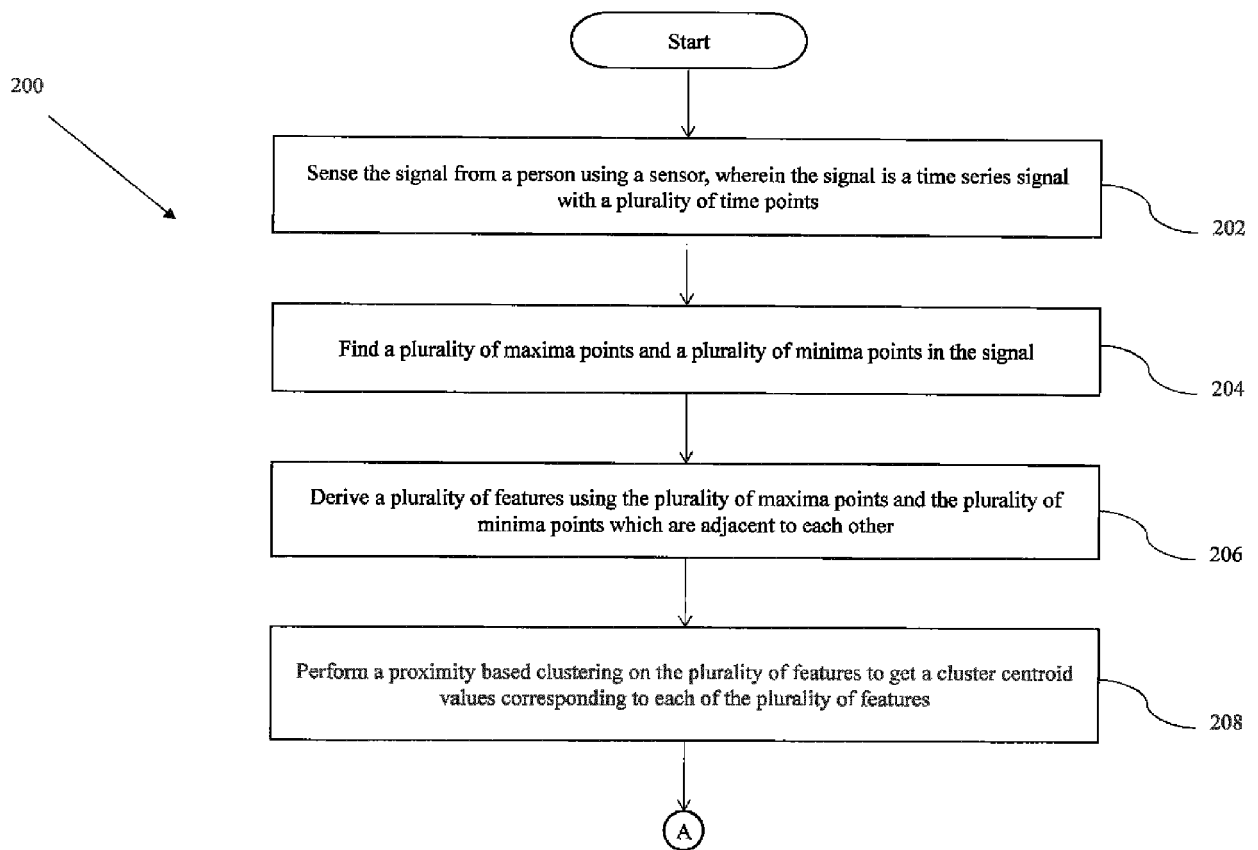 Start
200
Sense the signal from a person using a sensor, wherein the signal is a time series signal
with a plurality of time points
202
Find a plurality of maxima points and a plurality of minima points in the signal
204
Derive a plurality of features using the plurality of maxima points and the plurality of
minima points which are adjacent to each other
206
Perform a proximity based clustering on the plurality of features to get a cluster centroid
values corresponding to each of the plurality of features
208
A